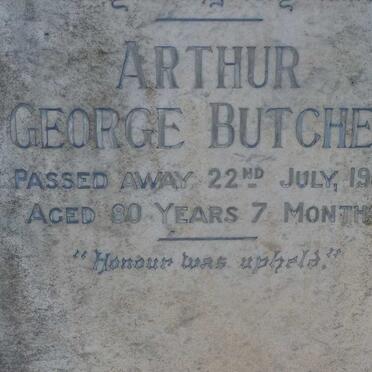 ARTHUR
GEORGE BUTCHE
PASSED AWAY 22ND JULY, 19
AGED 80 YEARS 7 MONTH
"Honour was upheld."